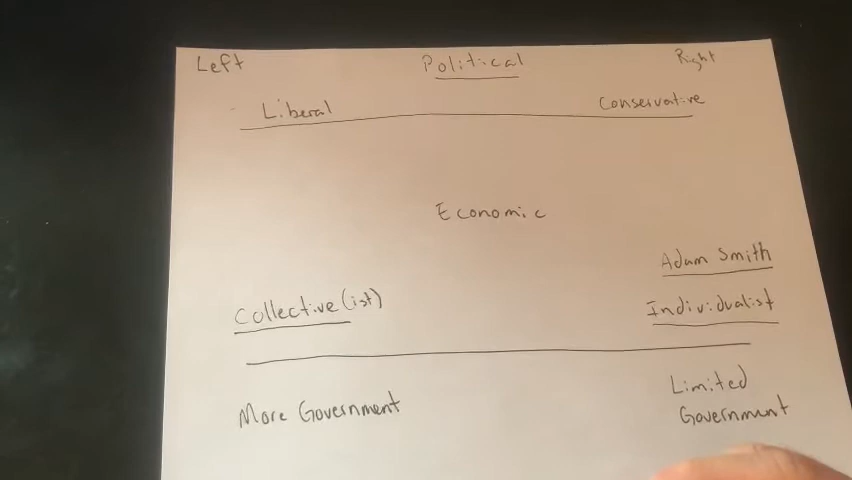 Left Political Right
Liberal Conservative
Economic
Adam Smith
Collective(ist) Individualist
More Government Limited
Government